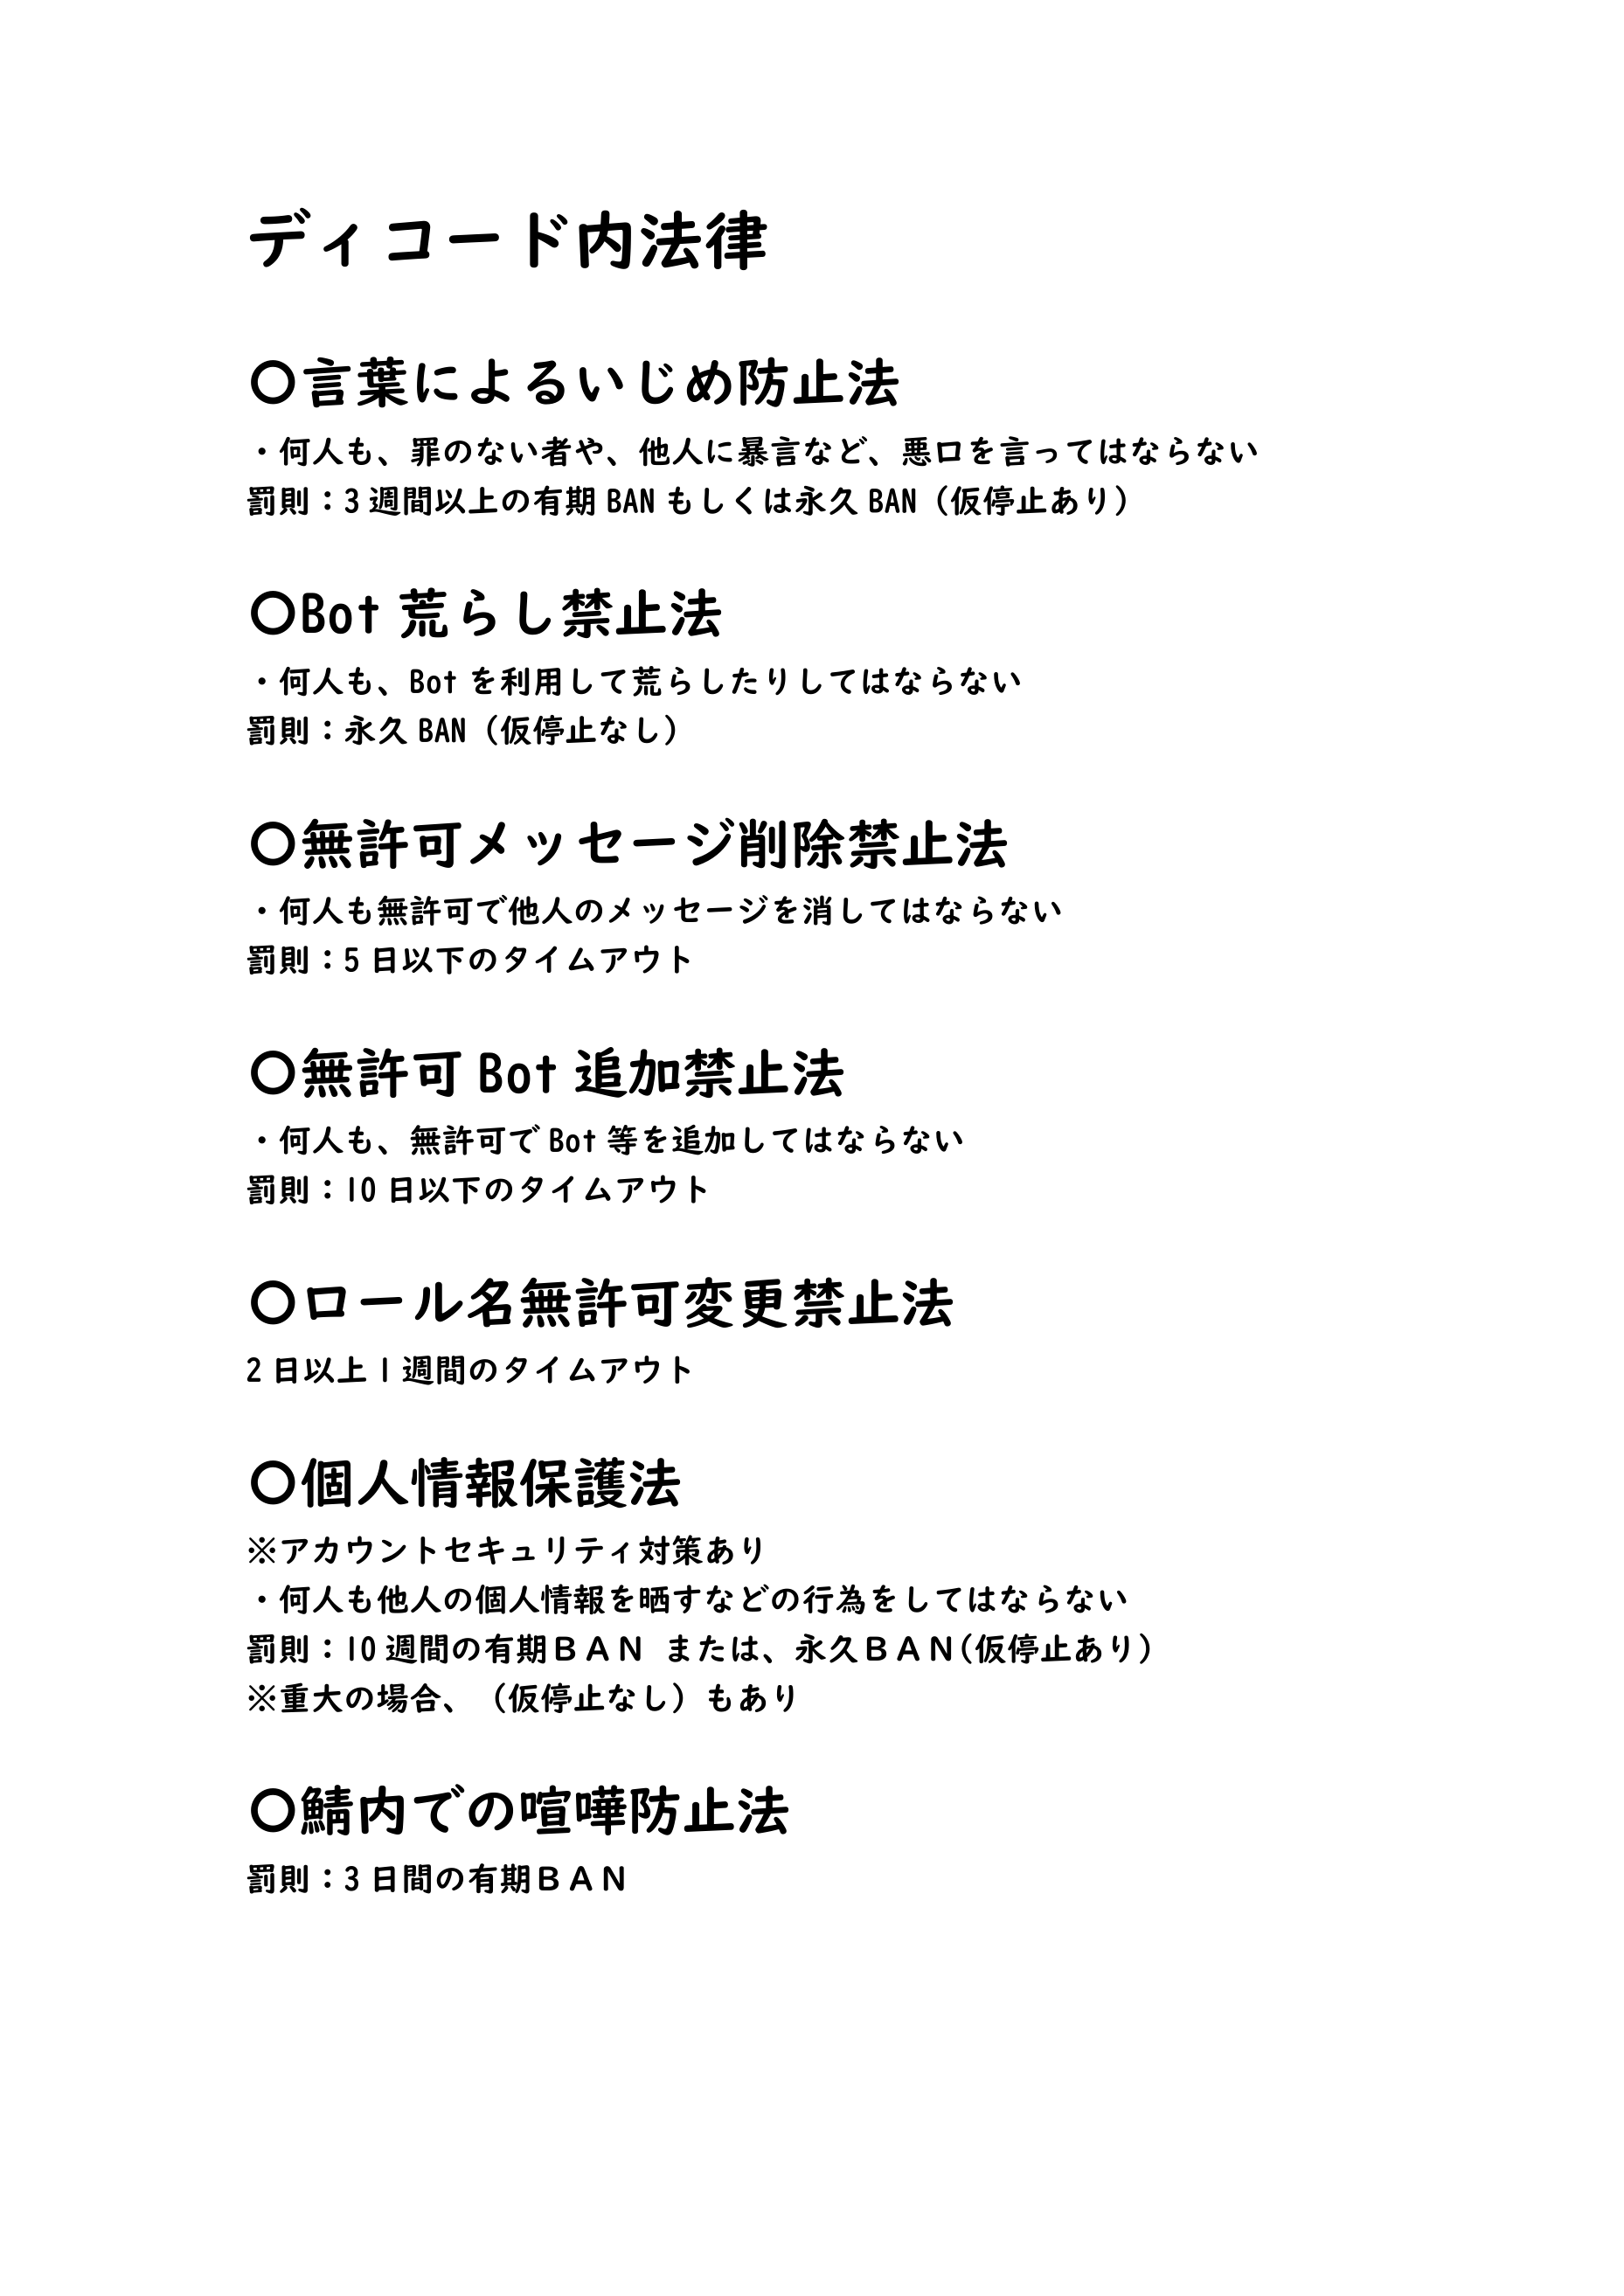 ディコード内法律
〇言葉によるいじめ防止法
・何人も、罪のない者や、他人に暴言など、悪口を言ってはならない
罰則：3 週間以上の有期 BAN もしくは永久 BAN（仮停止あり）
〇Bot 荒らし禁止法
・何人も、Bot を利用して荒らしたりしてはならない
罰則：永久 BAN（仮停止なし）
〇無許可メッセージ削除禁止法
・何人も無許可で他人のメッセージを消してはならない
罰則：5 日以下のタイムアウト
〇無許可 Bot 追加禁止法
・何人も、無許可で Bot 等を追加してはならない
罰則：10 日以下のタイムアウト
〇ロール名無許可変更禁止法
2 日以上 1 週間のタイムアウト
〇個人情報保護法
※アカウントセキュリティ対策あり
・何人も他人の個人情報を晒すなどの行為をしてはならない
罰則：10 週間の有期ＢＡＮ または、永久ＢＡＮ(仮停止あり）
※重大の場合、（仮停止なし）もあり
〇鯖内での喧嘩防止法
罰則：3 日間の有期ＢＡＮ